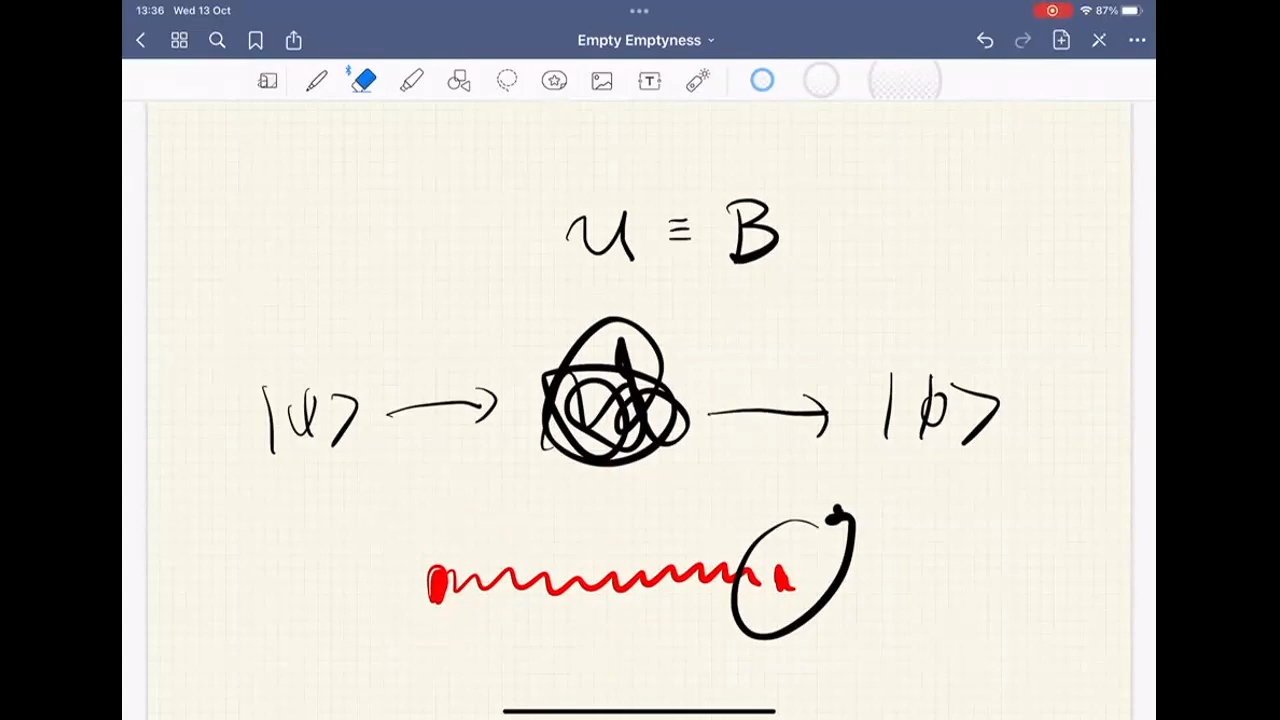 13:36 Wed 13 Oct 87%
Empty Emptyness
T
U ≡ B
|ψ> → → |ϕ>